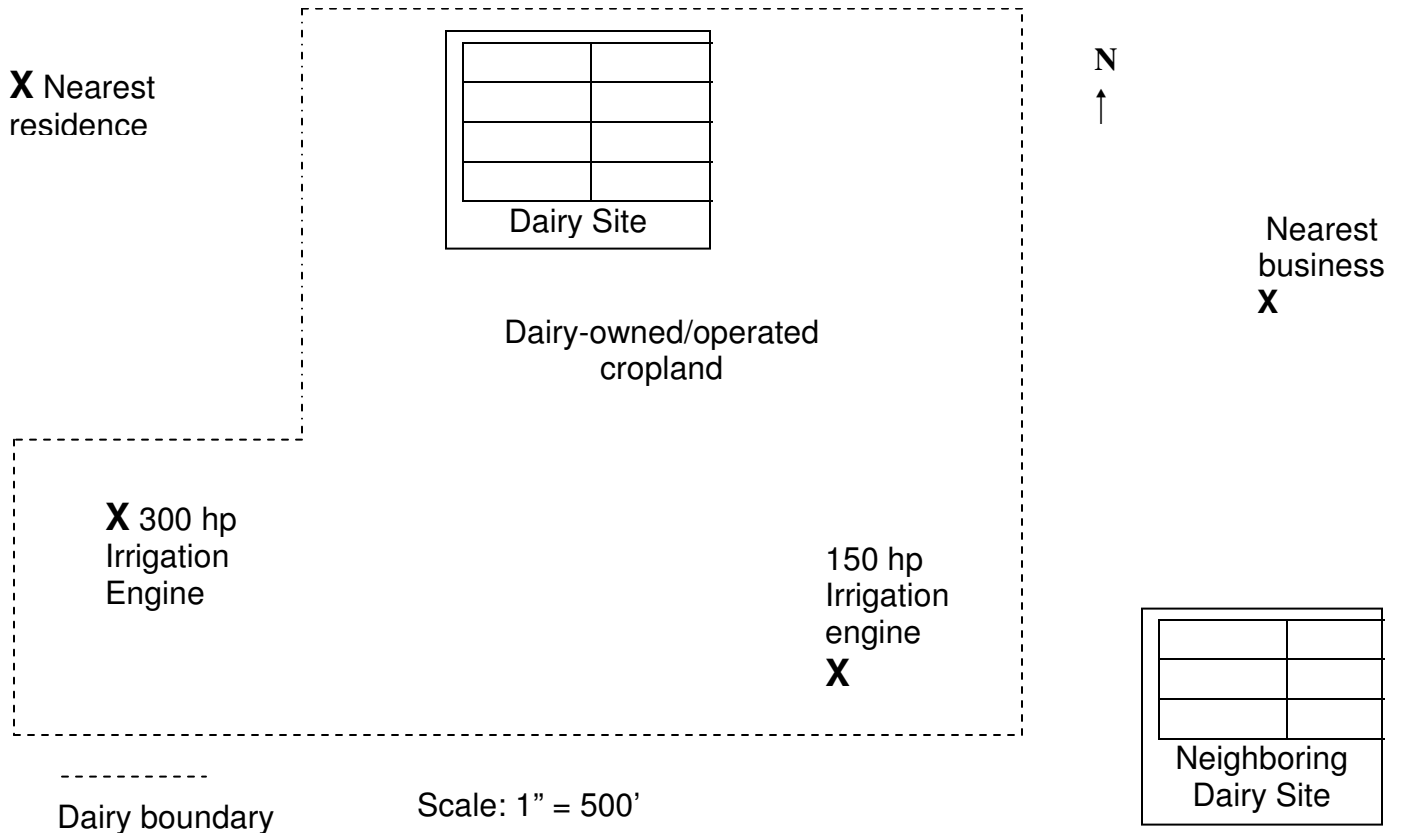 N
X Nearest
residence
Dairy Site
Nearest
business
X
Dairy-owned/operated
cropland
X 300 hp
Irrigation
Engine
150 hp
Irrigation
engine
X
Neighboring
Dairy Site
Dairy boundary
Scale: 1” = 500’